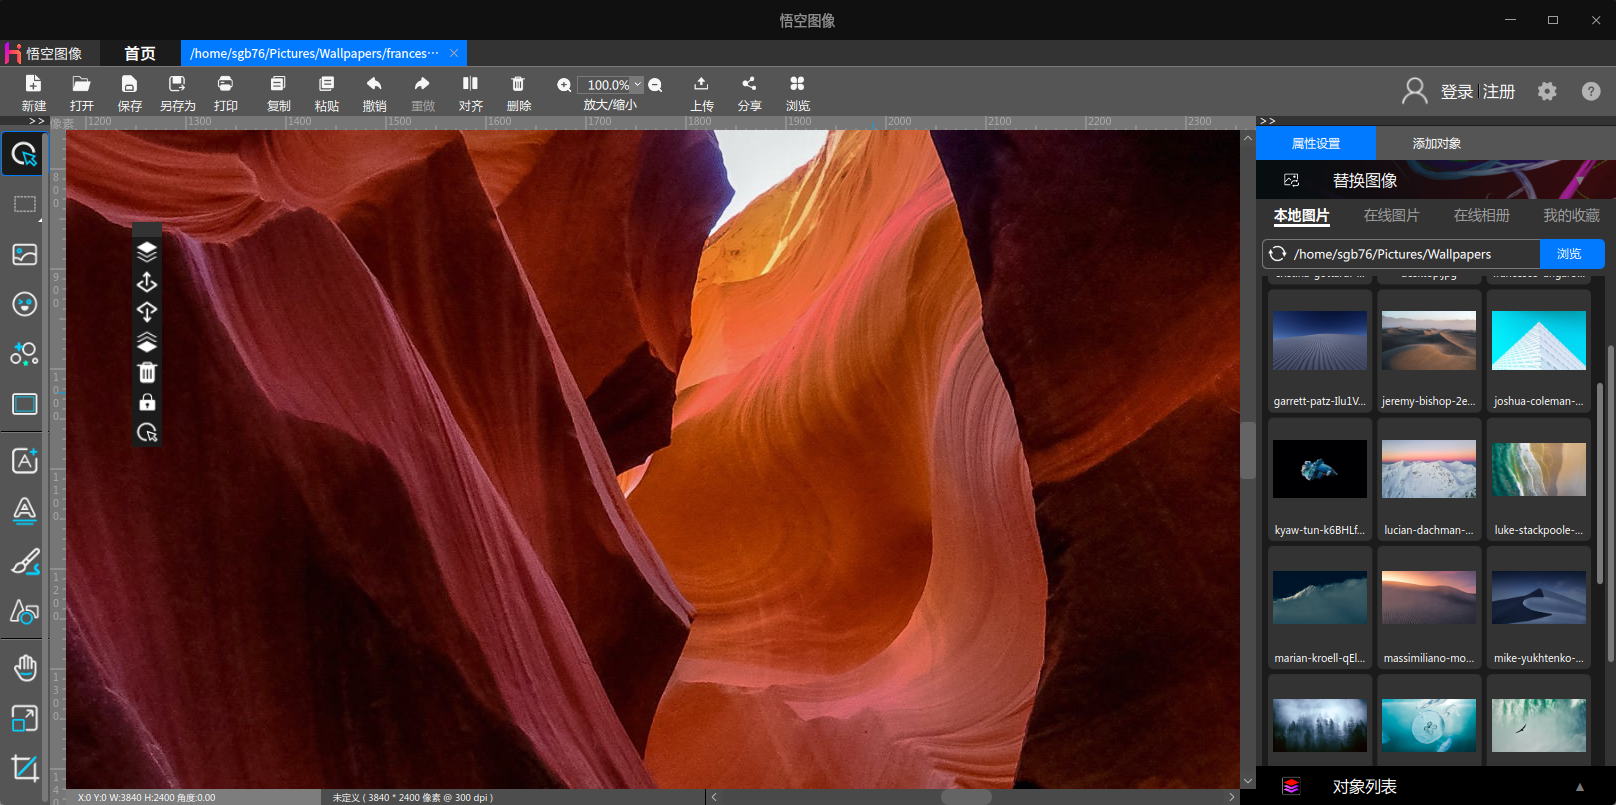 悟空图像
悟空图像
首页
/home/sgb76/Pictures/Wallpapers/frances···
新建
打开
保存
另存为
打印
复制
粘贴
撤销
重做
对齐
删除
100.0%
放大/缩小
上传
分享
浏览
登录
注册
>>
像素
1200
1300
1400
1500
1600
1700
1800
1900
2000
2100
2200
2300
>>
属性设置
添加对象
替换图像
本地图片
在线图片
在线相册
我的收藏
/home/sgb76/Pictures/Wallpapers
浏览
garrett-patz-Ilu1V...
jeremy-bishop-2e...
joshua-coleman-...
kyaw-tun-k6BHLf...
lucian-dachman-...
luke-stackpoole-...
marian-kroell-qEl...
massimiliano-mo...
mike-yukhtenko-...
对象列表
800
900
1000
1100
1200
1300
X:0 Y:0 W:3840 H:2400 角度:0.00
未定义 ( 3840 * 2400 像素 @ 300 dpi )